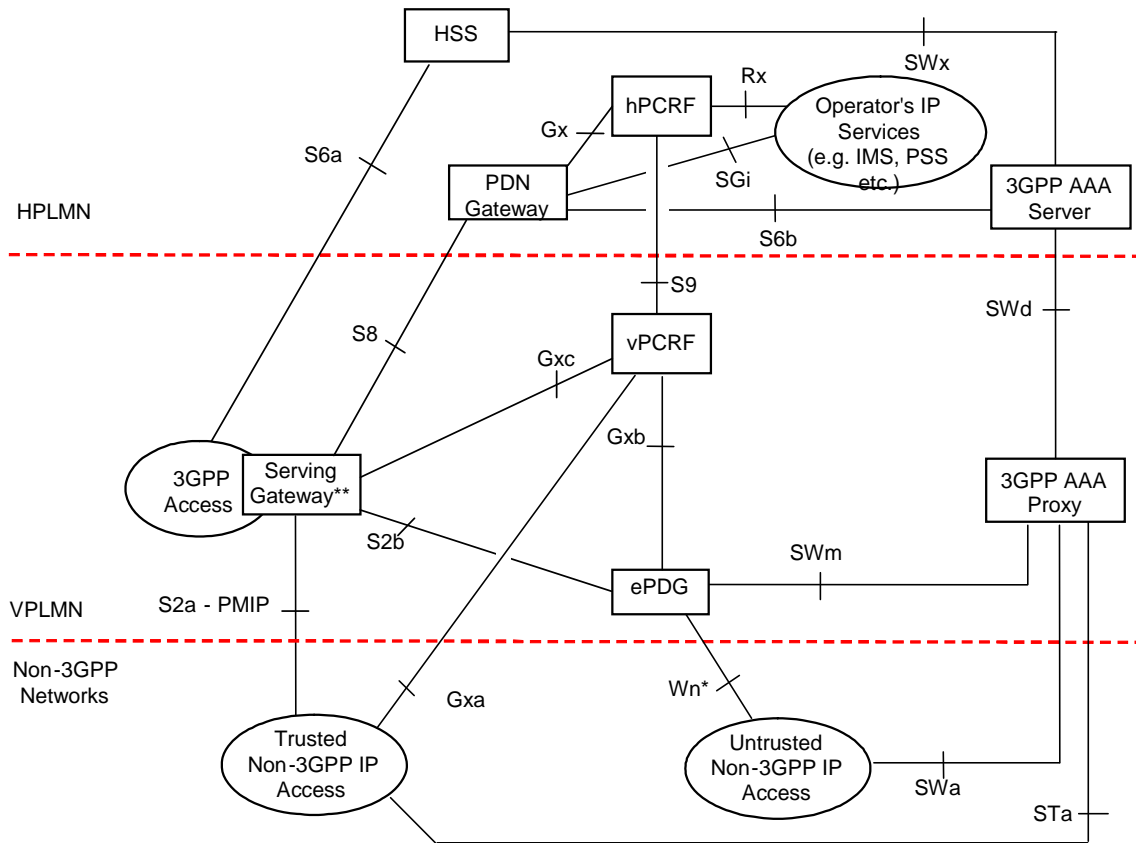 HSS
SWx
Rx
hPCRF
Operator's IP
Services
(e.g. IMS, PSS
etc.)
Gx
S6a
SGi
PDN
Gateway
3GPP AAA
Server
HPLMN
S6b
S9
SWd
S8
vPCRF
Gxc
Gxb
3GPP
Access
Serving
Gateway**
3GPP AAA
Proxy
S2b
SWm
ePDG
S2a - PMIP
VPLMN
Non-3GPP
Networks
Gxa
Wn*
Trusted
Non-3GPP IP
Access
Untrusted
Non-3GPP IP
Access
SWa
STa